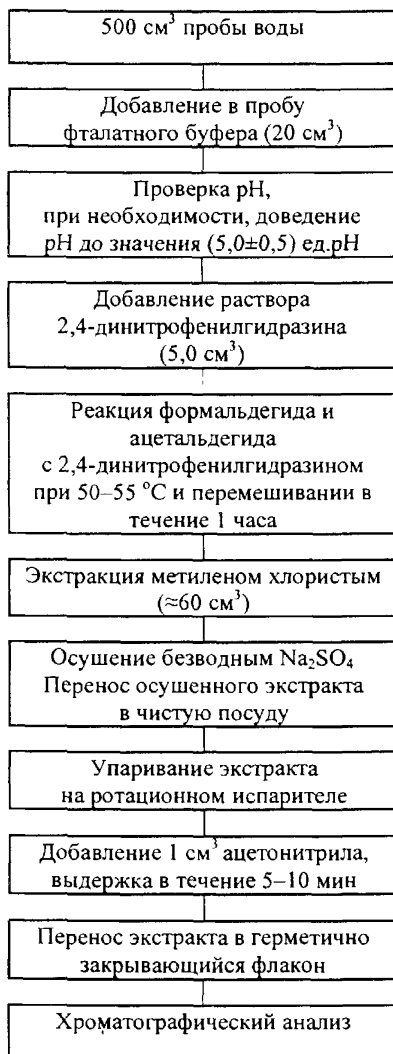 500 см³ пробы воды
Добавление в пробу
фталатного буфера (20 см³)
Проверка pH,
при необходимости, доведение
pH до значения (5,0±0,5) ед.pH
Добавление раствора
2,4-динитрофенилгидразина
(5,0 см³)
Реакция формальдегида и
ацетальдегида
с 2,4-динитрофенилгидразином
при 50–55 °С и перемешивании в
течение 1 часа
Экстракция метиленом хлористым
(≈60 см³)
Осушение безводным Na₂SO₄
Перенос осушенного экстракта
в чистую посуду
Упаривание экстракта
на ротационном испарителе
Добавление 1 см³ ацетонитрила,
выдержка в течение 5–10 мин
Перенос экстракта в герметично
закрывающийся флакон
Хроматографический анализ